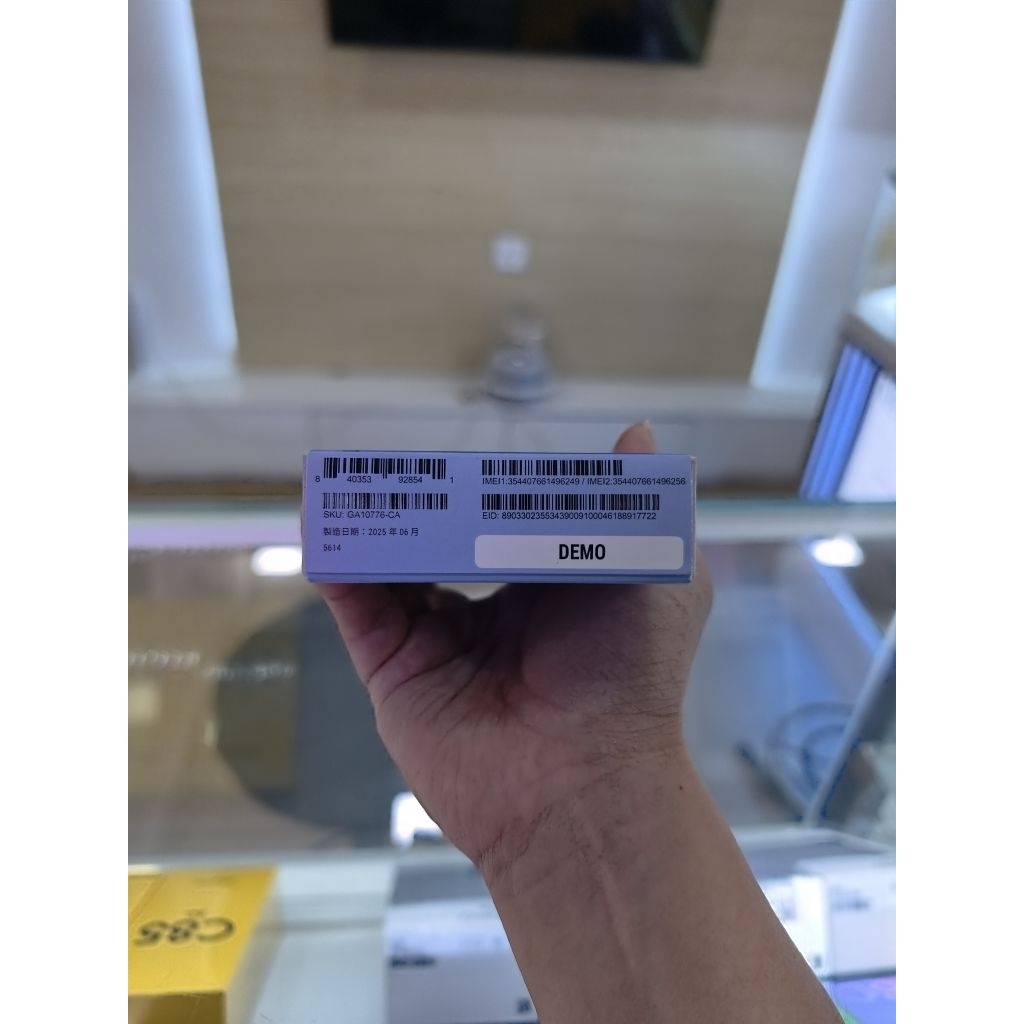 8 40353 92854 1
SKU: GA10776-CA
製造日期：2025 年 06 月
5614
IMEI1:354407661496249 / IMEI2:354407661496256
EID: 89033023553439009100046188917722
DEMO
C85